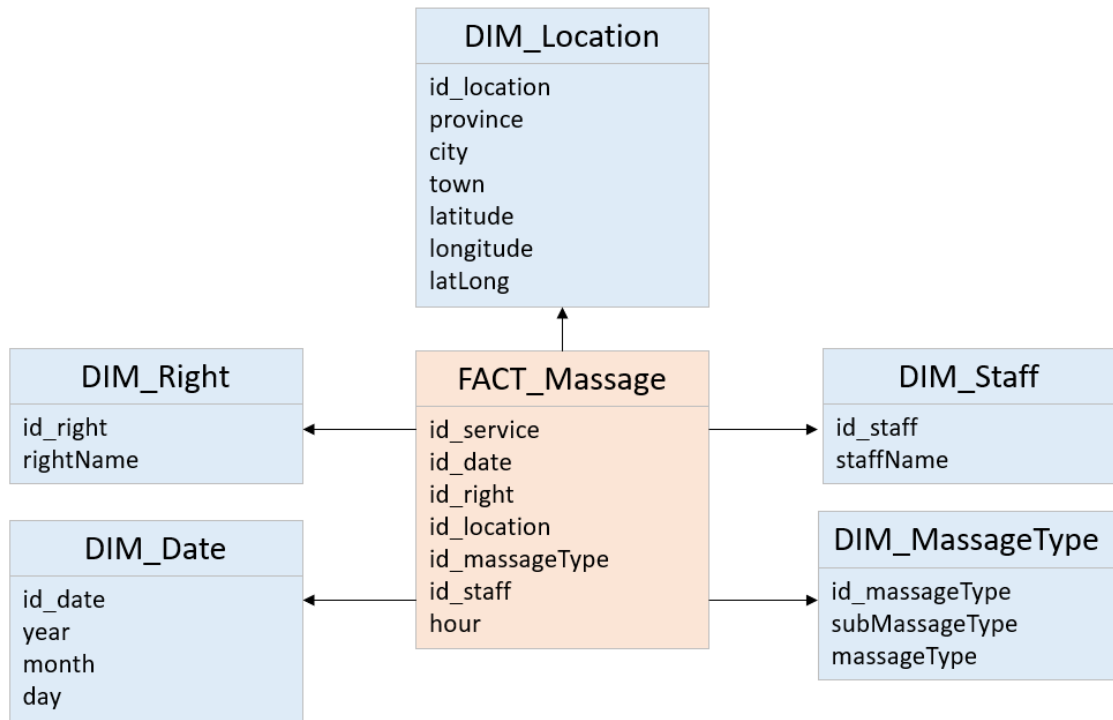 DIM_Location
id_location
province
city
town
latitude
longitude
latLong
DIM_Right
id_right
rightName
FACT_Massage
id_service
id_date
id_right
id_location
id_massageType
id_staff
hour
DIM_Staff
id_staff
staffName
DIM_Date
id_date
year
month
day
DIM_MassageType
id_massageType
subMassageType
massageType